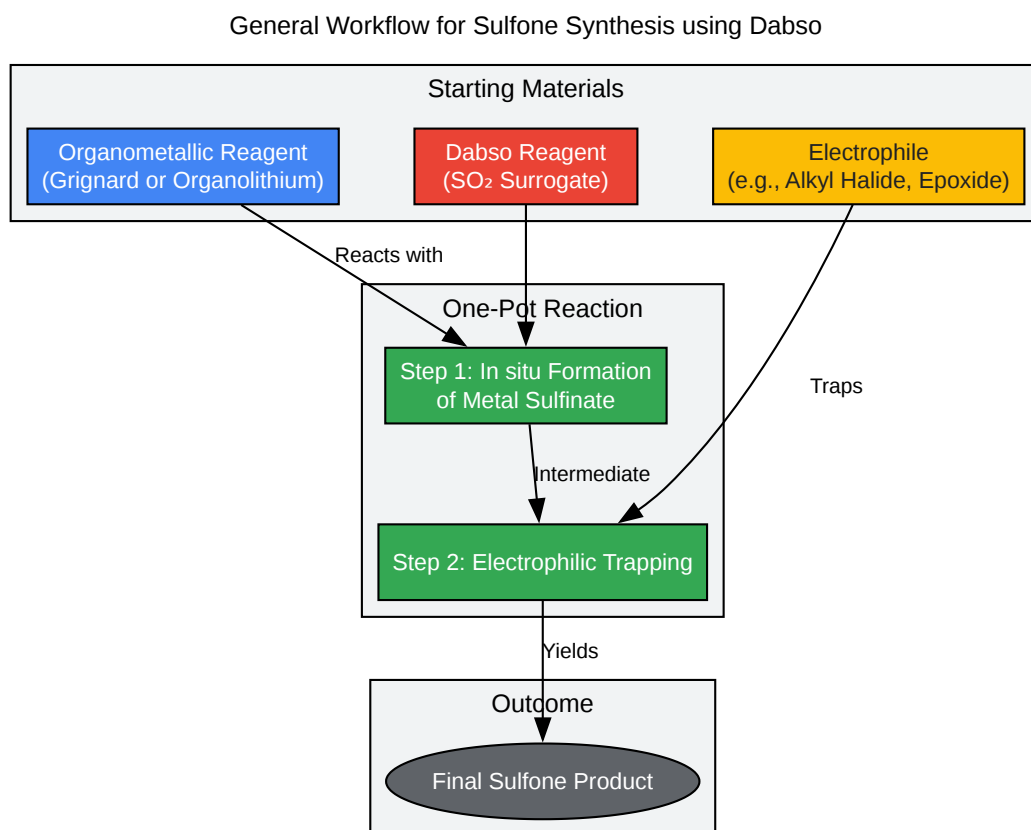 General Workflow for Sulfone Synthesis using Dabso
Starting Materials
Organometallic Reagent
(Grignard or Organolithium)
Dabso Reagent
(SO₂ Surrogate)
Electrophile
(e.g., Alkyl Halide, Epoxide)
Reacts with
One-Pot Reaction
Step 1: In situ Formation
of Metal Sulfinate
Traps
Intermediate
Step 2: Electrophilic Trapping
Yields
Outcome
Final Sulfone Product